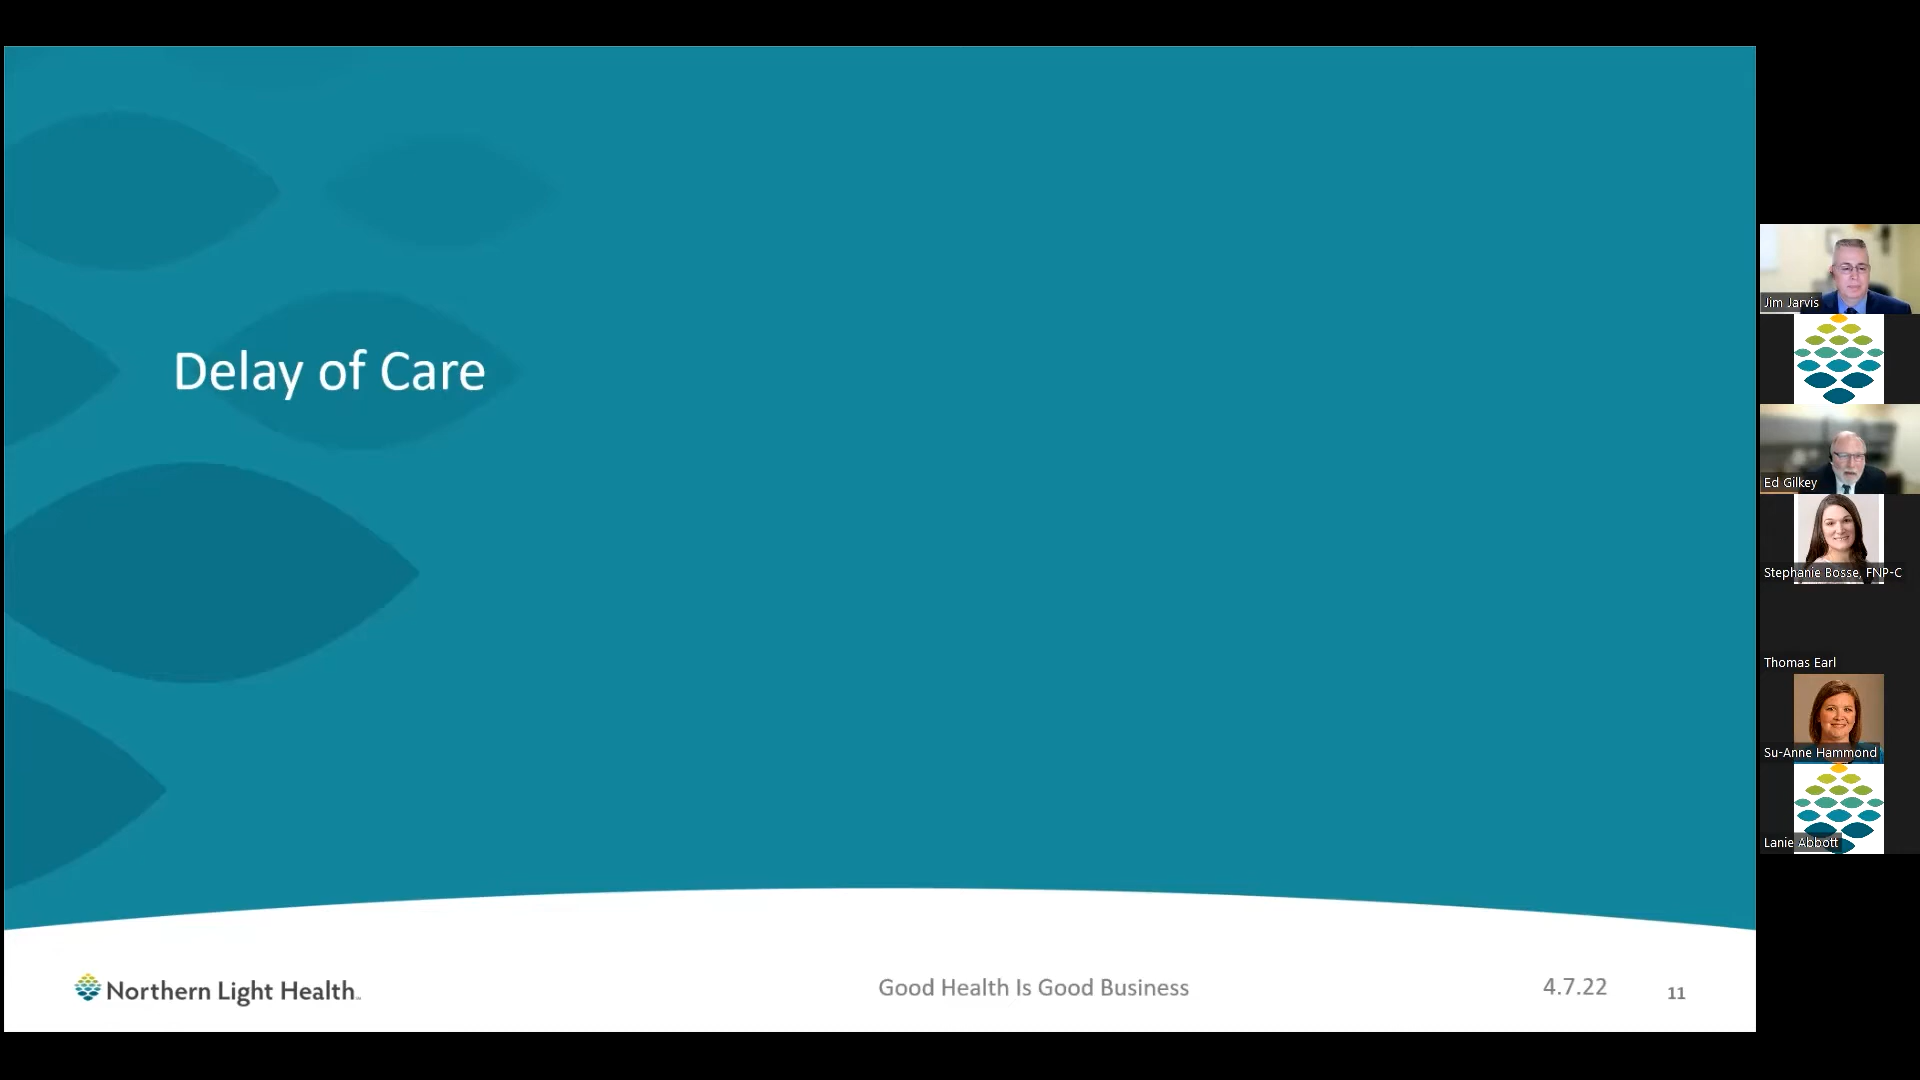 Delay of Care
Northern Light Health
Good Health Is Good Business
4.7.22
11
Jim Jarvis
Ed Gilkey
Stephanie Bosse, FNP-C
Thomas Earl
Su-Anne Hammond
Lanie Abbott